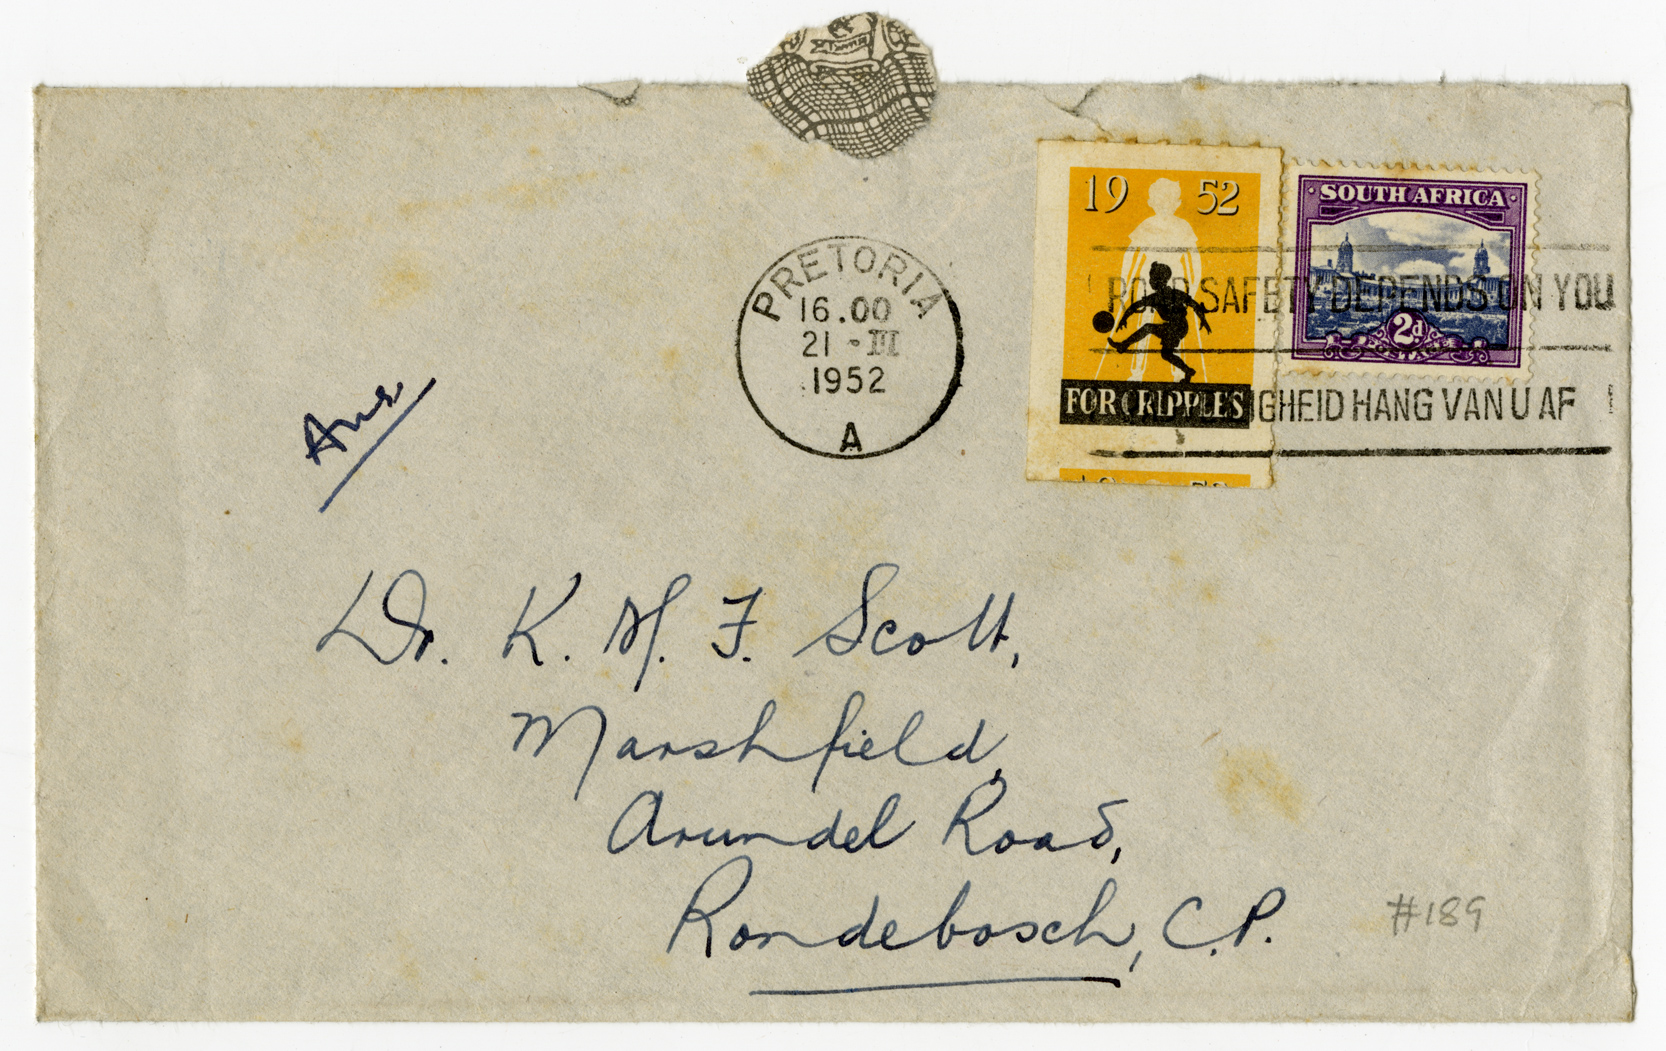 19 52
FOR CRIPPLES
SOUTH AFRICA
2d
PRETORIA
16.00
21 - III
1952
A
ROAD SAFETY DEPENDS ON YOU
GHEID HANG VAN U AF
Ans
Dr. K. M. F. Scott,
Marshfield,
Arundel Road,
Rondebosch, C.P.
#189